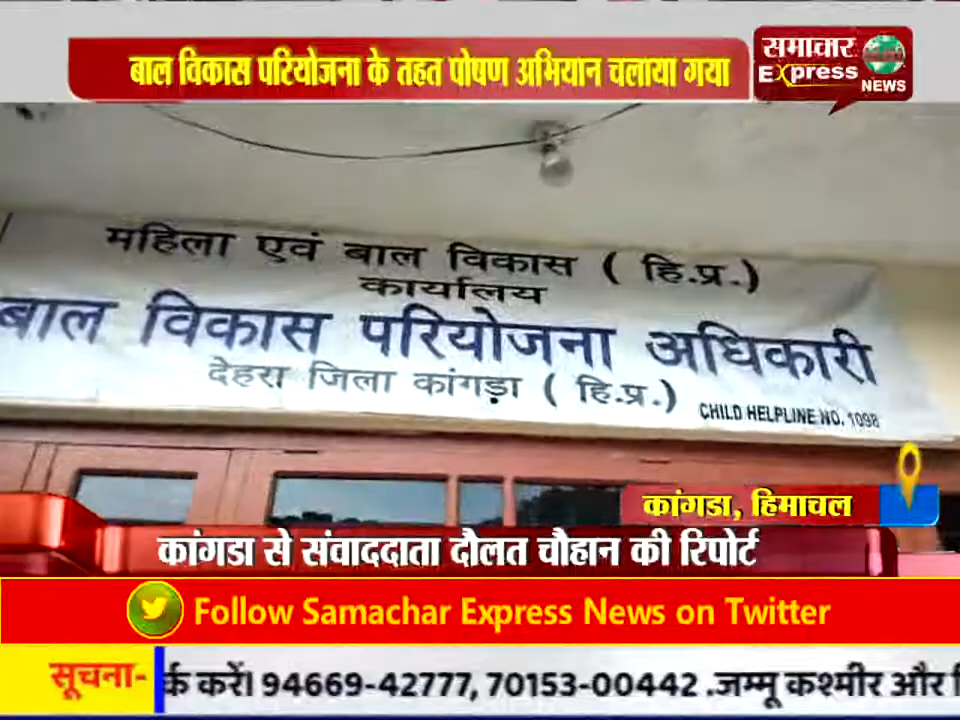 बाल विकास परियोजना के तहत पोषण अभियान चलाया गया
समाचार
Express
NEWS
महिला एवं बाल विकास ( हि.प्र.)
कार्यालय
बाल विकास परियोजना अधिकारी
देहरा जिला कांगड़ा ( हि.प्र.)
CHILD HELPLINE NO. 1098
कांगडा, हिमाचल
कांगडा से संवाददाता दौलत चौहान की रिपोर्ट
Follow Samachar Express News on Twitter
सूचना- र्क करें। 94669-42777, 70153-00442 .जम्मू कश्मीर और